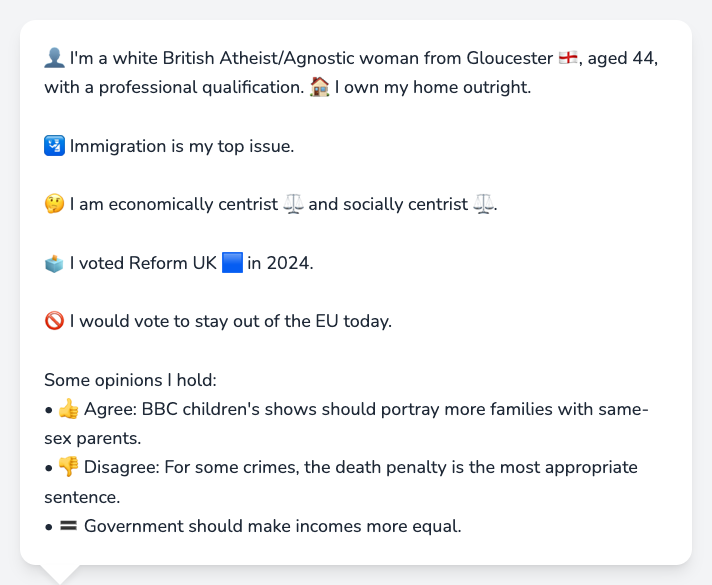 👤 I'm a white British Atheist/Agnostic woman from Gloucester 🏴󠁧󠁢󠁥󠁮󠁧󠁿, aged 44,
with a professional qualification. 🏠 I own my home outright.
🛂 Immigration is my top issue.
🤔 I am economically centrist ⚖️ and socially centrist ⚖️.
🗳️ I voted Reform UK 🟦 in 2024.
🚫 I would vote to stay out of the EU today.
Some opinions I hold:
• 👍 Agree: BBC children's shows should portray more families with same-
sex parents.
• 👎 Disagree: For some crimes, the death penalty is the most appropriate
sentence.
• 🟰 Government should make incomes more equal.